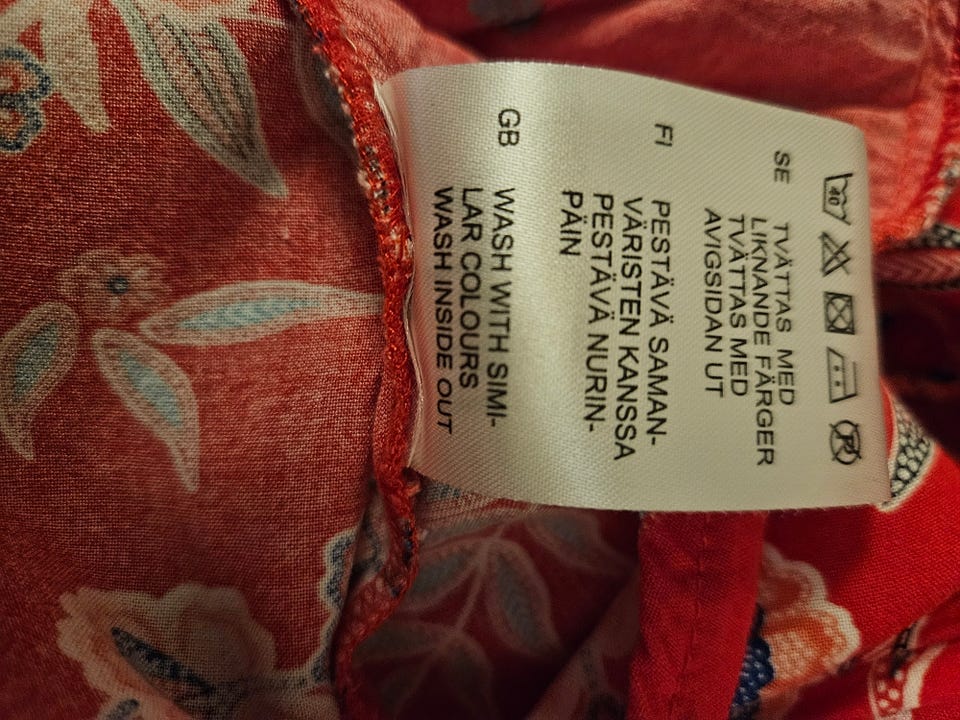 40 P
SE TVÄTTAS MED
LIKNANDE FÄRGER
TVÄTTAS MED
AVIGSIDAN UT
FI PESTÄVÄ SAMAN-
VÄRISTEN KANSSA
PESTÄVÄ NURIN-
PÄIN
GB WASH WITH SIMI-
LAR COLOURS
WASH INSIDE OUT